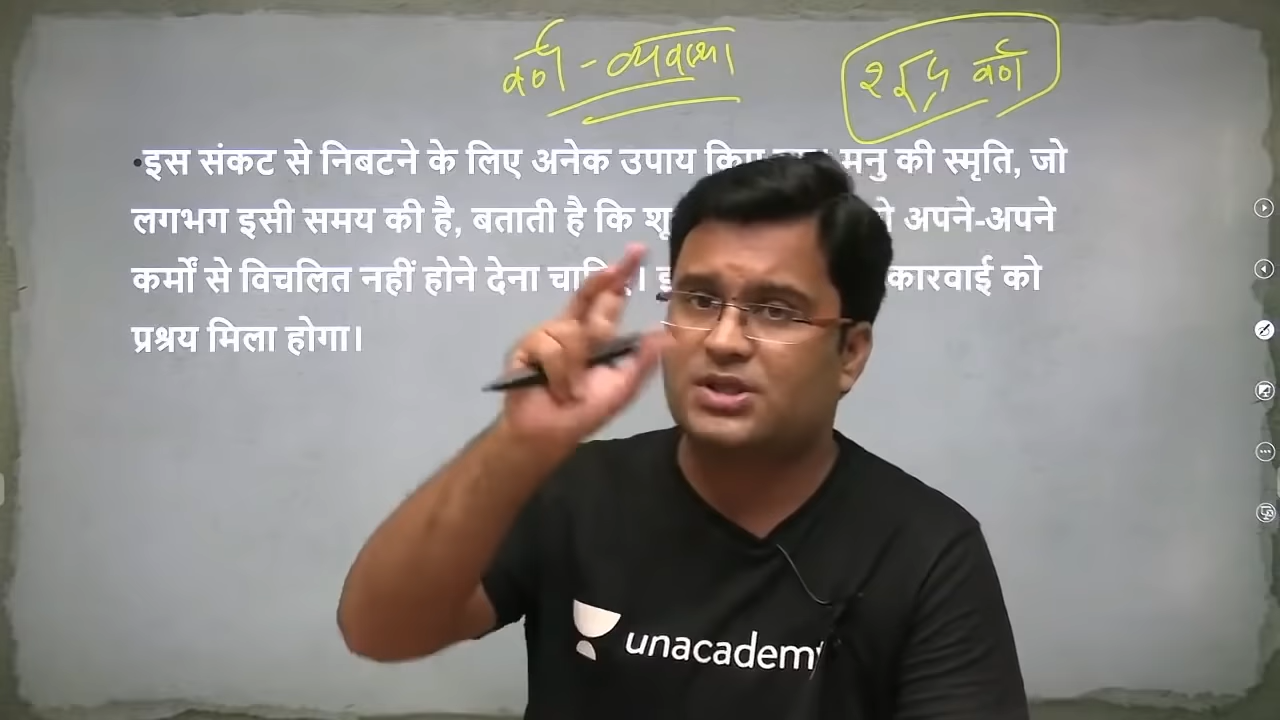 वर्ण - व्यवस्था
शूद्र वर्ण
•इस संकट से निबटने के लिए अनेक उपाय किए मनु की स्मृति, जो
लगभग इसी समय की है, बताती है कि अपने-अपने
कर्मों से विचलित नहीं होने देना चाहिए। कारवाई को
प्रश्रय मिला होगा।
unacademy